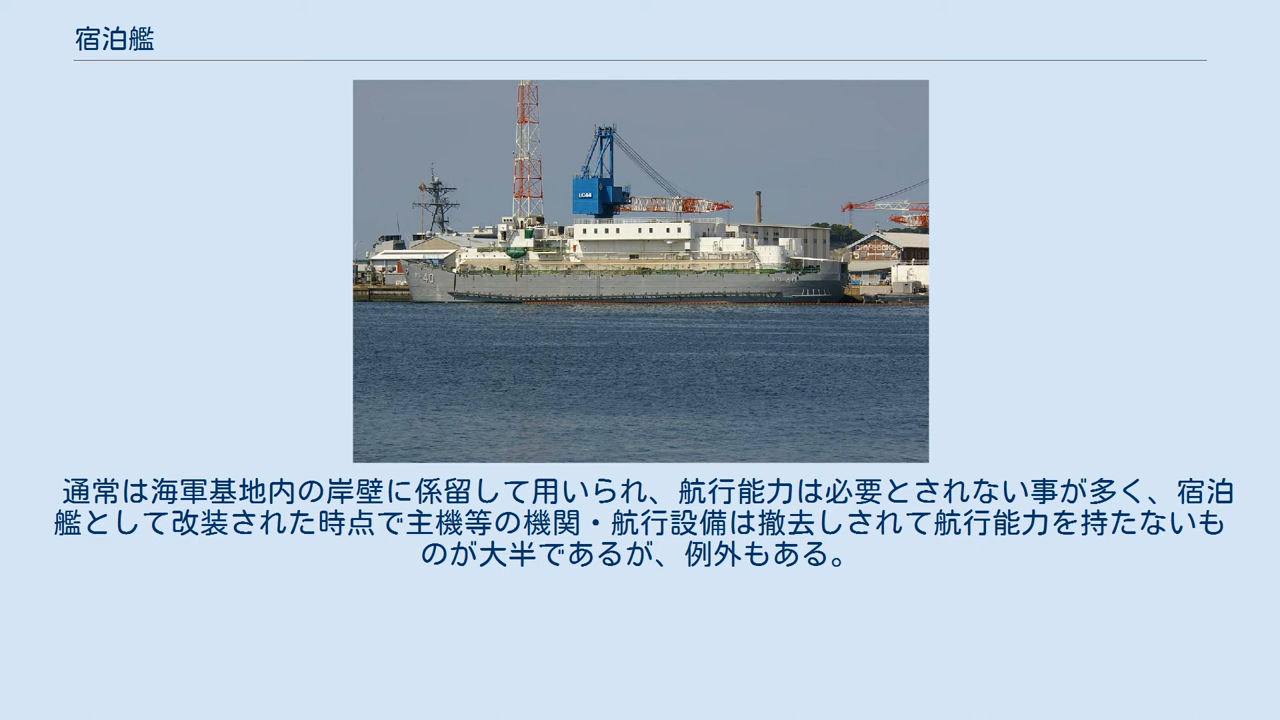 宿泊艦
40
通常は海軍基地内の岸壁に係留して用いられ、航行能力は必要とされない事が多く、宿泊
艦として改装された時点で主機等の機関・航行設備は撤去しされて航行能力を持たないも
のが大半であるが、例外もある。